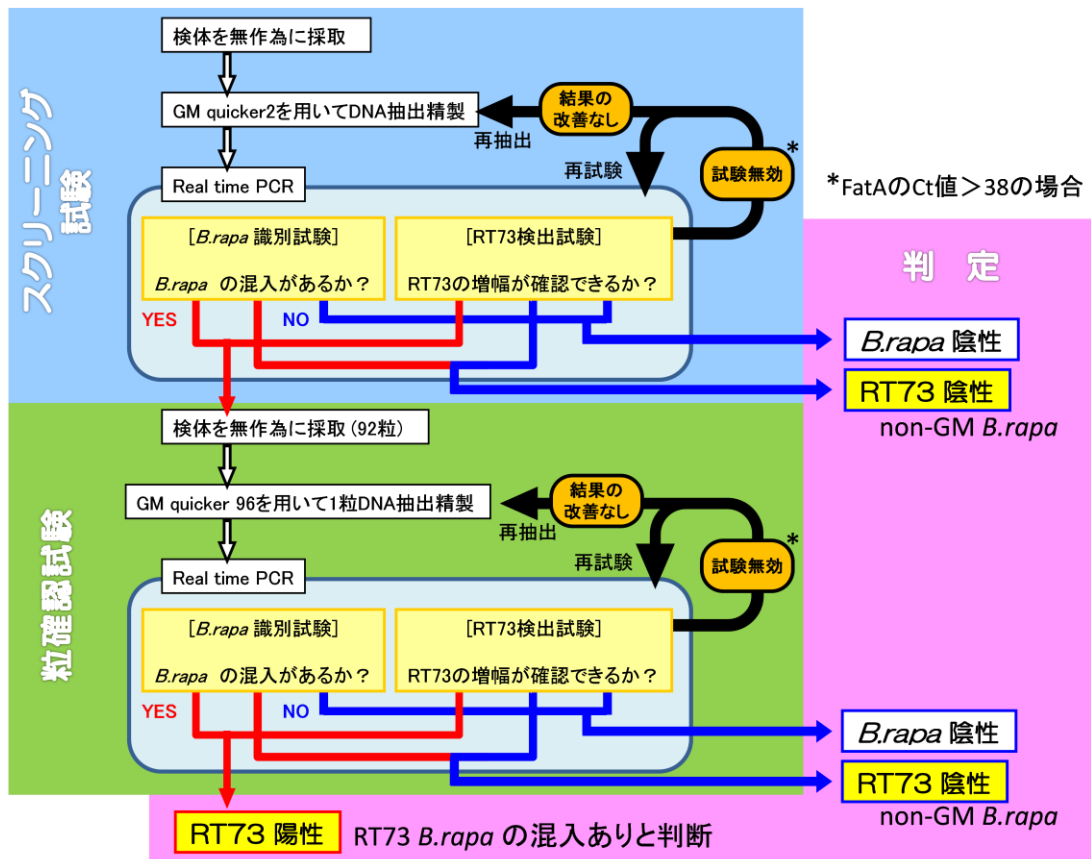 スクリーニング
試験
検体を無作為に採取
GM quicker2を用いてDNA抽出精製
結果の
改善なし
再抽出
再試験
試験無効
*
Real time PCR
*FatAのCt値＞38の場合
[B.rapa 識別試験]
B.rapa の混入があるか？
[RT73検出試験]
RT73の増幅が確認できるか？
YES
NO
判 定
B.rapa 陰性
RT73 陰性
non-GM B.rapa
粒確認試験
検体を無作為に採取(92粒)
GM quicker 96を用いて1粒DNA抽出精製
結果の
改善なし
再抽出
再試験
試験無効
*
Real time PCR
[B.rapa 識別試験]
B.rapa の混入があるか？
[RT73検出試験]
RT73の増幅が確認できるか？
YES
NO
B.rapa 陰性
RT73 陰性
non-GM B.rapa
RT73 陽性
RT73 B.rapa の混入ありと判断